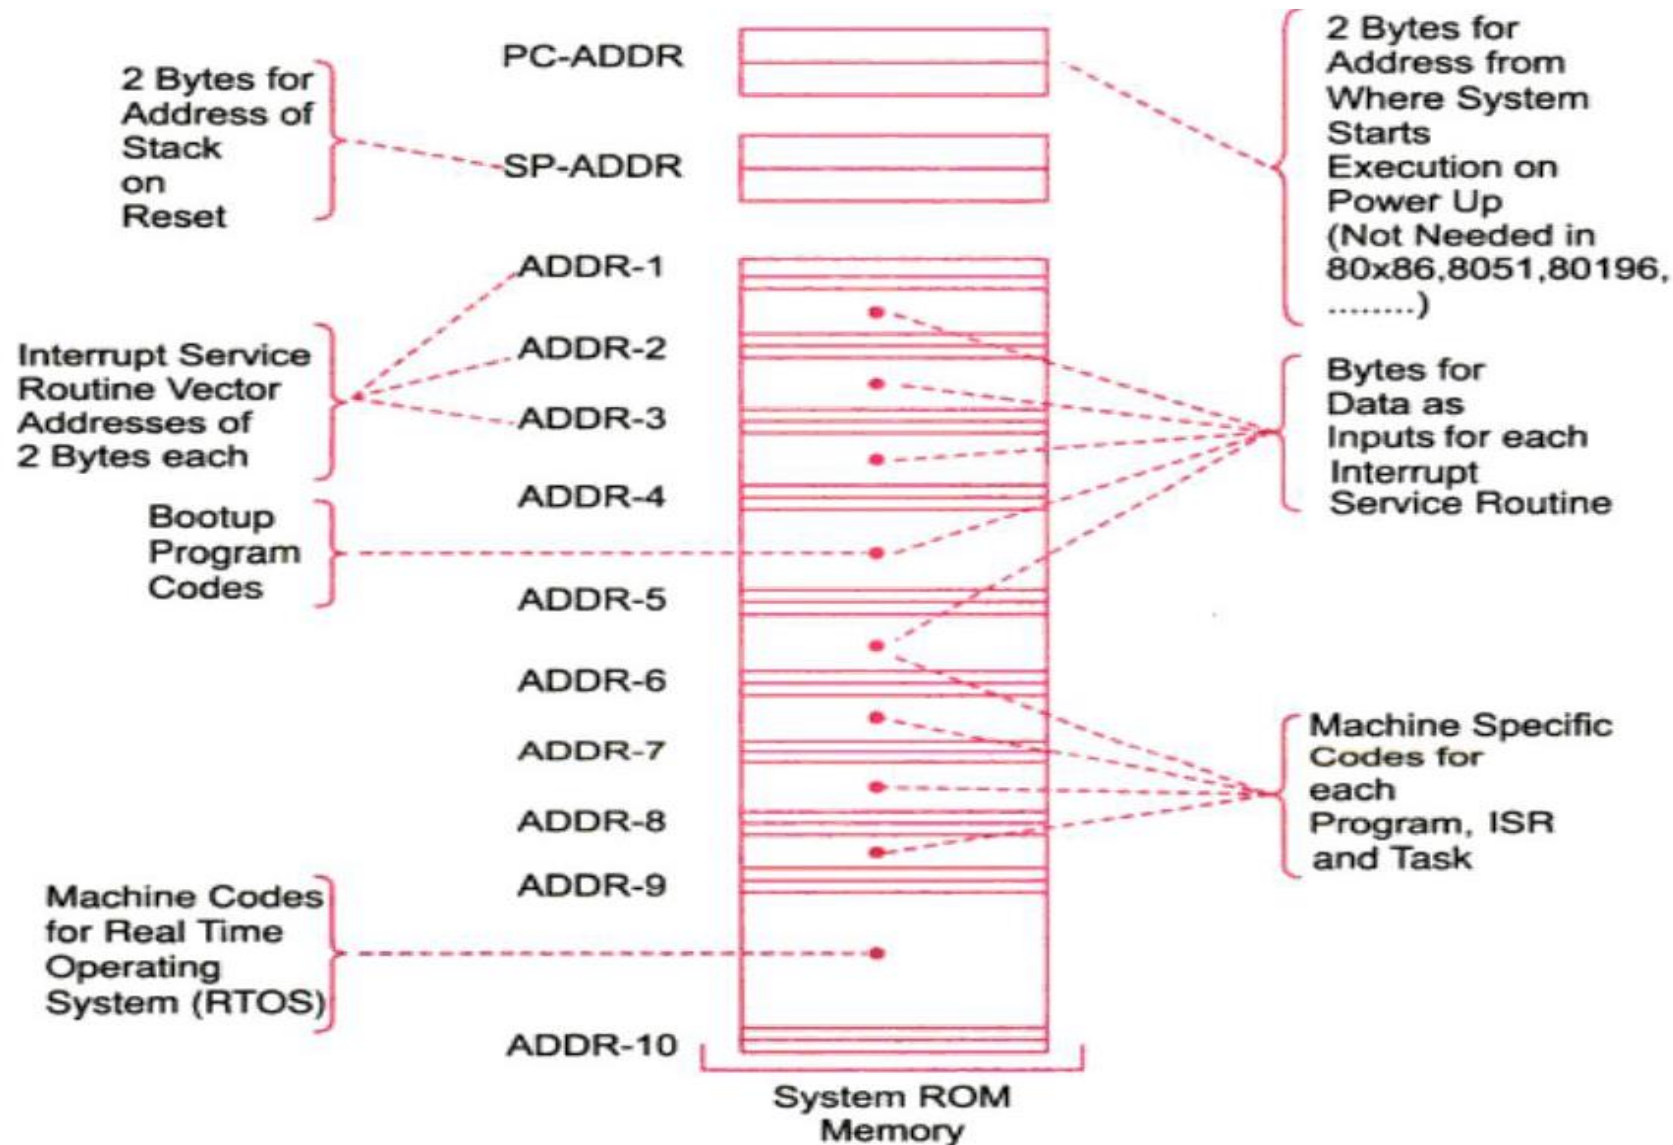 PC-ADDR
2 Bytes for
Address of
Stack
on
Reset
SP-ADDR
2 Bytes for
Address from
Where System
Starts
Execution on
Power Up
(Not Needed in
80x86,8051,80196,
........)
ADDR-1
ADDR-2
ADDR-3
Interrupt Service
Routine Vector
Addresses of
2 Bytes each
Bytes for
Data as
Inputs for each
Interrupt
Service Routine
ADDR-4
Bootup
Program
Codes
ADDR-5
ADDR-6
ADDR-7
ADDR-8
ADDR-9
Machine Specific
Codes for
each
Program, ISR
and Task
Machine Codes
for Real Time
Operating
System (RTOS)
ADDR-10
System ROM
Memory